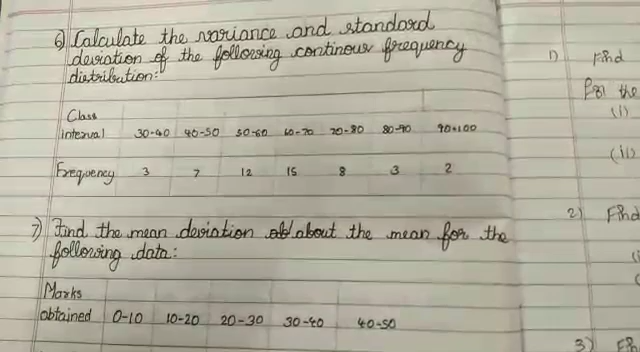 6) Calculate the variance and standard
deviation of the following continous frequency
distribution:
Class
interval 30-40 40-50 50-60 60-70 70-80 80-90 90-100
Frequency 3 7 12 15 8 3 2
7) Find the mean deviation about the mean for the
following data:
Marks
obtained 0-10 10-20 20-30 30-40 40-50
1) Find
For the
(i)
(ii)
2) Find
(i
3)